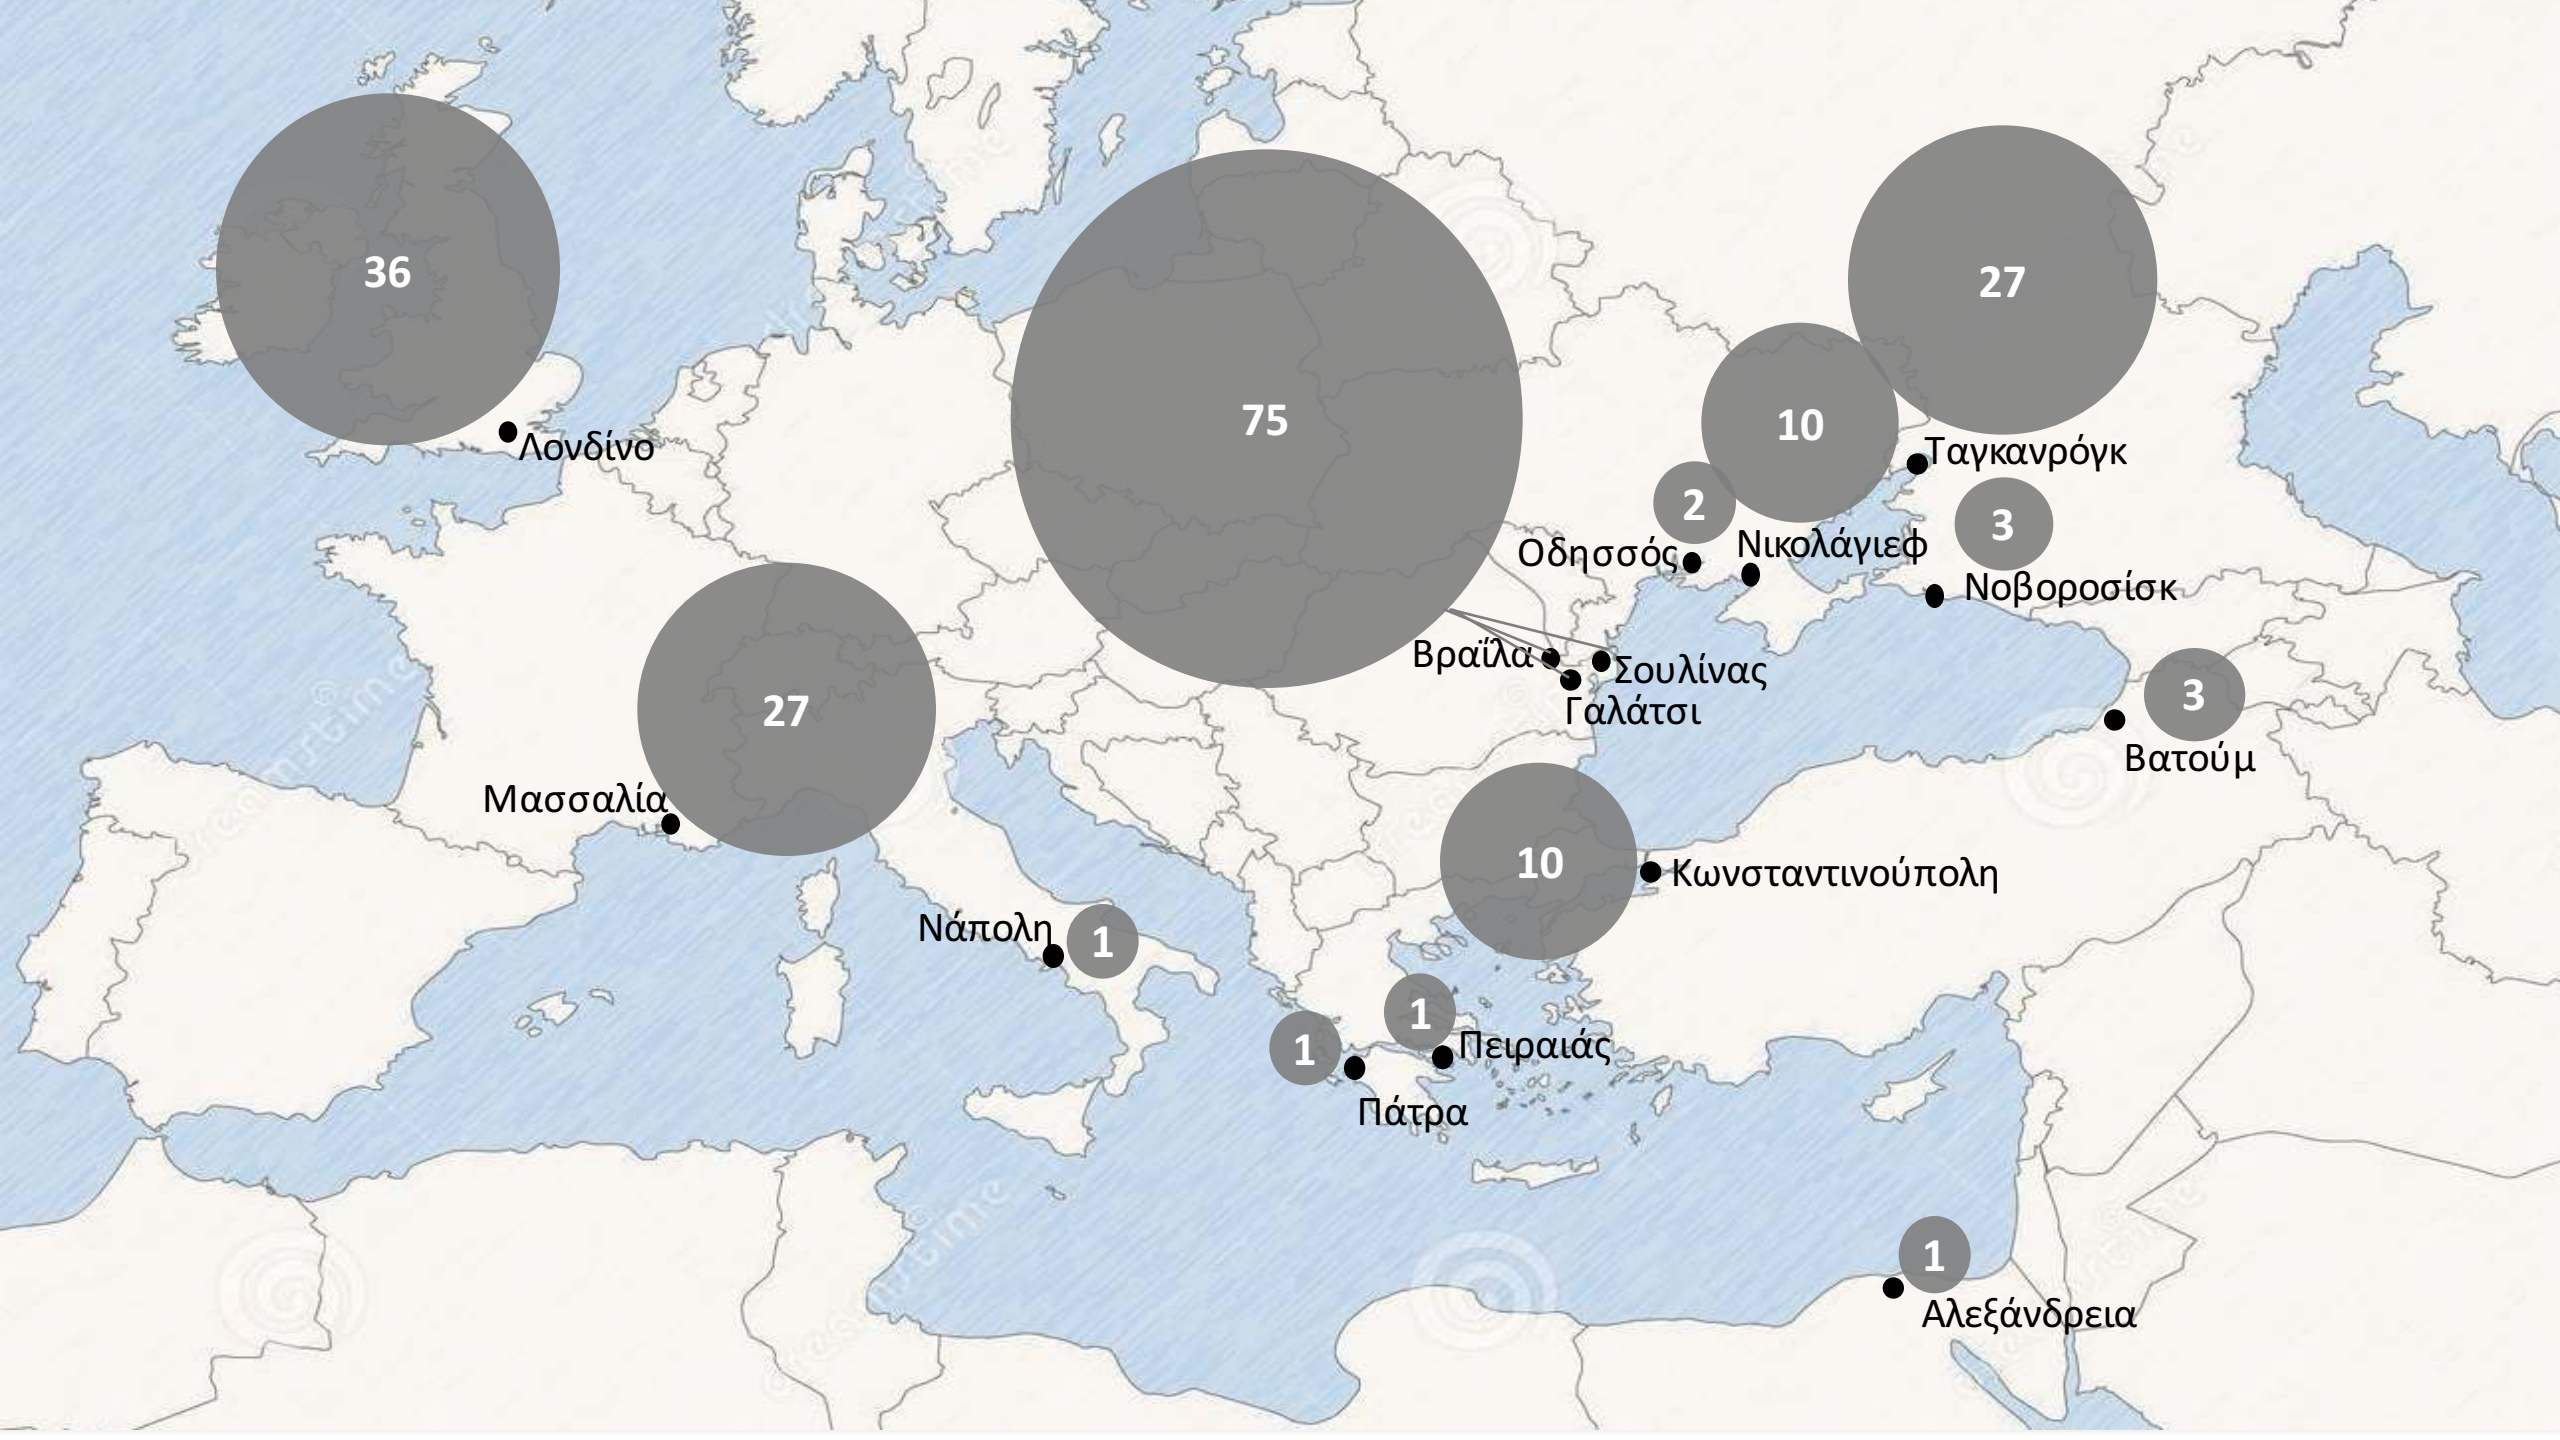 36
Λονδίνο
75
27
Ταγκανρόγκ
10
2
3
Οδησσός
Νικολάγιεφ
Νοβοροσίσκ
27
Μασσαλία
Βραΐλα
Σουλίνας
Γαλάτσι
3
Βατούμ
10
Κωνσταντινούπολη
Νάπολη
1
1
Πειραιάς
1
Πάτρα
1
Αλεξάνδρεια
dreamstime